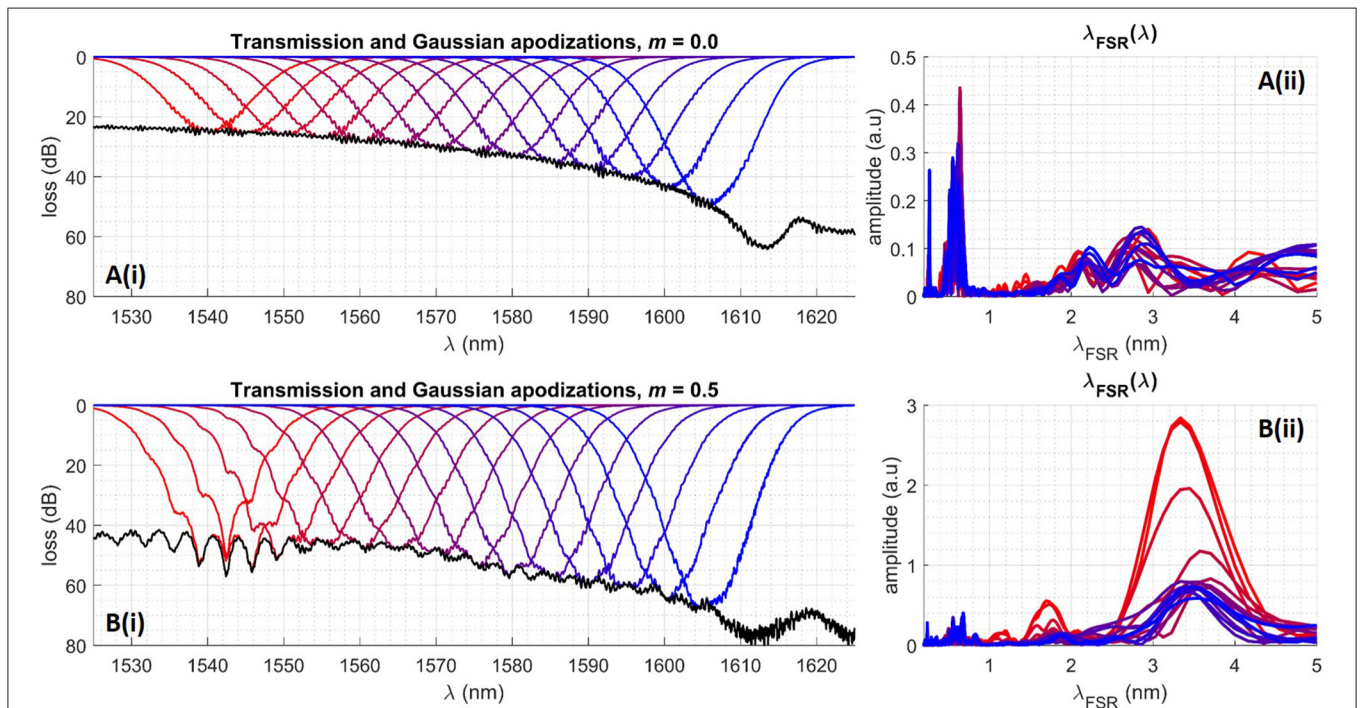 Transmission and Gaussian apodizations, m = 0.0
0
20
40
60
80
loss (dB)
A(i)
1530 1540 1550 1560 1570 1580 1590 1600 1610 1620
λ (nm)
λFSR(λ)
0.5
0.4
0.3
0.2
0.1
0
amplitude (a.u)
A(ii)
1 2 3 4 5
λFSR (nm)
Transmission and Gaussian apodizations, m = 0.5
0
20
40
60
80
loss (dB)
B(i)
1530 1540 1550 1560 1570 1580 1590 1600 1610 1620
λ (nm)
λFSR(λ)
3
2
1
0
amplitude (a.u)
B(ii)
1 2 3 4 5
λFSR (nm)